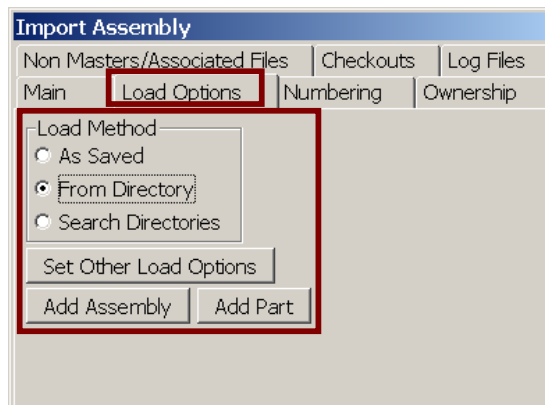 Import Assembly
Non Masters/Associated Files Checkouts Log Files
Main Load Options Numbering Ownership
Load Method
As Saved
From Directory
Search Directories
Set Other Load Options
Add Assembly Add Part